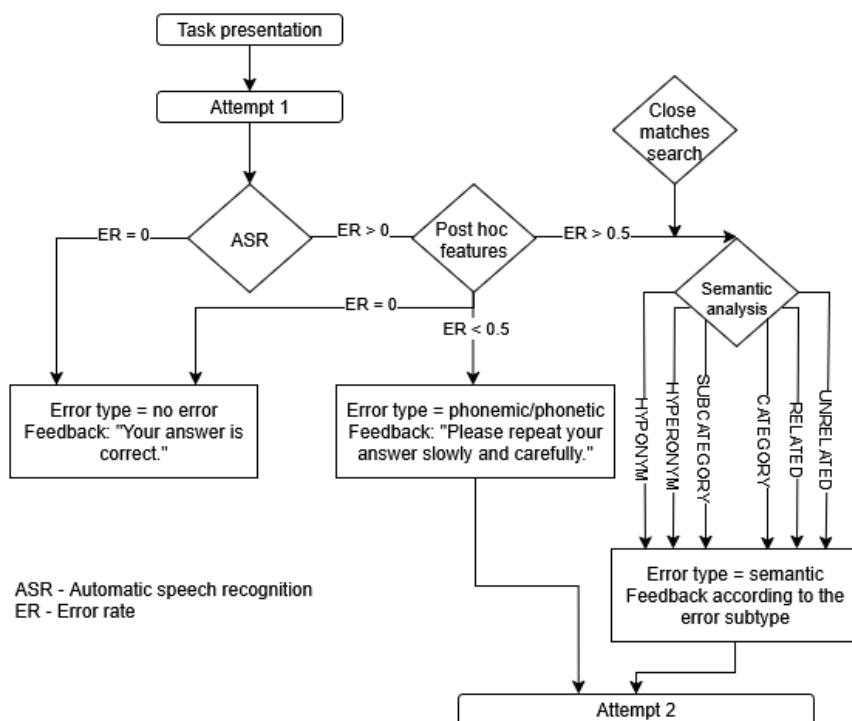 Task presentation
Attempt 1
Close
matches
search
ER = 0
ASR
ER > 0
Post hoc
features
ER > 0.5
Semantic
analysis
ER = 0
ER < 0.5
HYPONYM
HYPERONYM
SUBCATEGORY
CATEGORY
RELATED
UNRELATED
Error type = no error
Feedback: "Your answer is
correct."
Error type = phonemic/phonetic
Feedback: "Please repeat your
answer slowly and carefully."
Error type = semantic
Feedback according to the
error subtype
ASR - Automatic speech recognition
ER - Error rate
Attempt 2